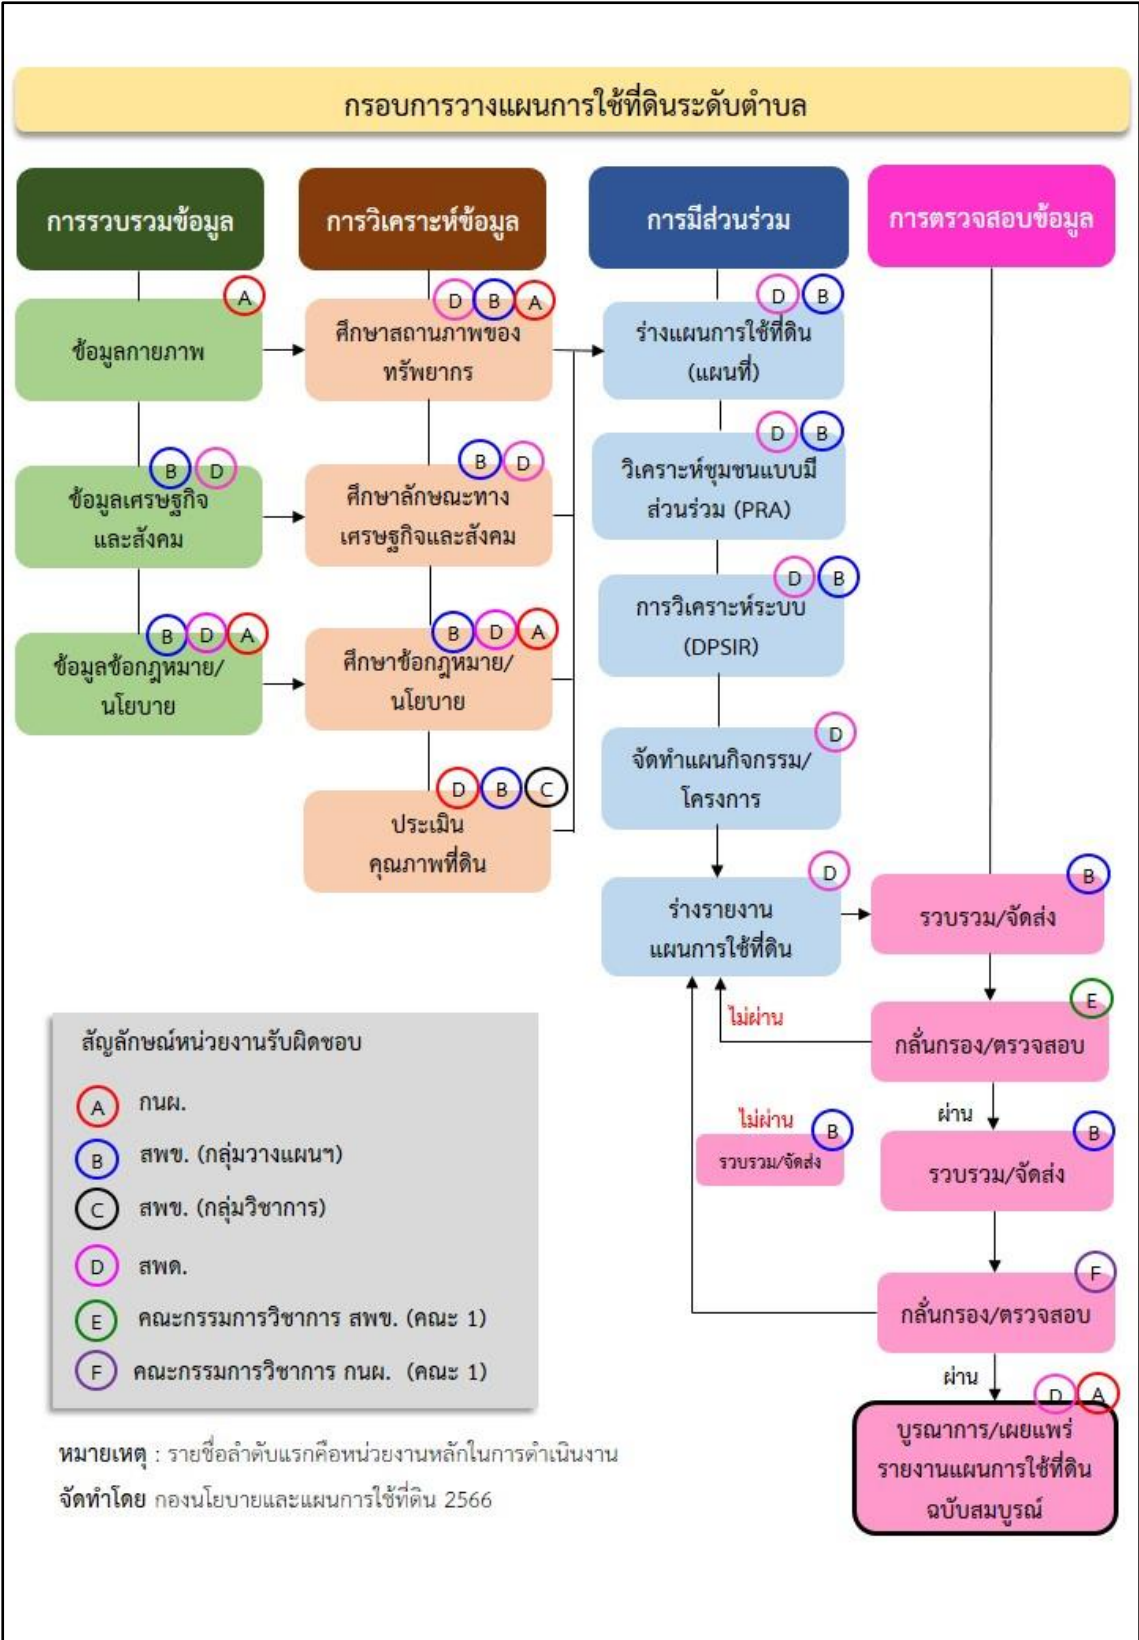 กรอบการวางแผนการใช้ที่ดินระดับตำบล
การรวบรวมข้อมูล
การวิเคราะห์ข้อมูล
การมีส่วนร่วม
การตรวจสอบข้อมูล
A
ข้อมูลกายภาพ
B D
ข้อมูลเศรษฐกิจ
และสังคม
B D A
ข้อมูลข้อกฎหมาย/
นโยบาย
D B A
ศึกษาสถานภาพของ
ทรัพยากร
B D
ศึกษาลักษณะทาง
เศรษฐกิจและสังคม
B D A
ศึกษาข้อกฎหมาย/
นโยบาย
D B C
ประเมิน
คุณภาพที่ดิน
D B
ร่างแผนการใช้ที่ดิน
(แผนที่)
D B
วิเคราะห์ชุมชนแบบมี
ส่วนร่วม (PRA)
D B
การวิเคราะห์ระบบ
(DPSIR)
D
จัดทำแผนกิจกรรม/
โครงการ
D
ร่างรายงาน
แผนการใช้ที่ดิน
B
รวบรวม/จัดส่ง
ไม่ผ่าน
E
กลั่นกรอง/ตรวจสอบ
ผ่าน
ไม่ผ่าน
B
รวบรวม/จัดส่ง
B
รวบรวม/จัดส่ง
F
กลั่นกรอง/ตรวจสอบ
ผ่าน
D A
บูรณาการ/เผยแพร่
รายงานแผนการใช้ที่ดิน
ฉบับสมบูรณ์
สัญลักษณ์หน่วยงานรับผิดชอบ
A กนผ.
B สพข. (กลุ่มวางแผนฯ)
C สพข. (กลุ่มวิชาการ)
D สพด.
E คณะกรรมการวิชาการ สพข. (คณะ 1)
F คณะกรรมการวิชาการ กนผ. (คณะ 1)
หมายเหตุ : รายชื่อลำดับแรกคือหน่วยงานหลักในการดำเนินงาน
จัดทำโดย กองนโยบายและแผนการใช้ที่ดิน 2566